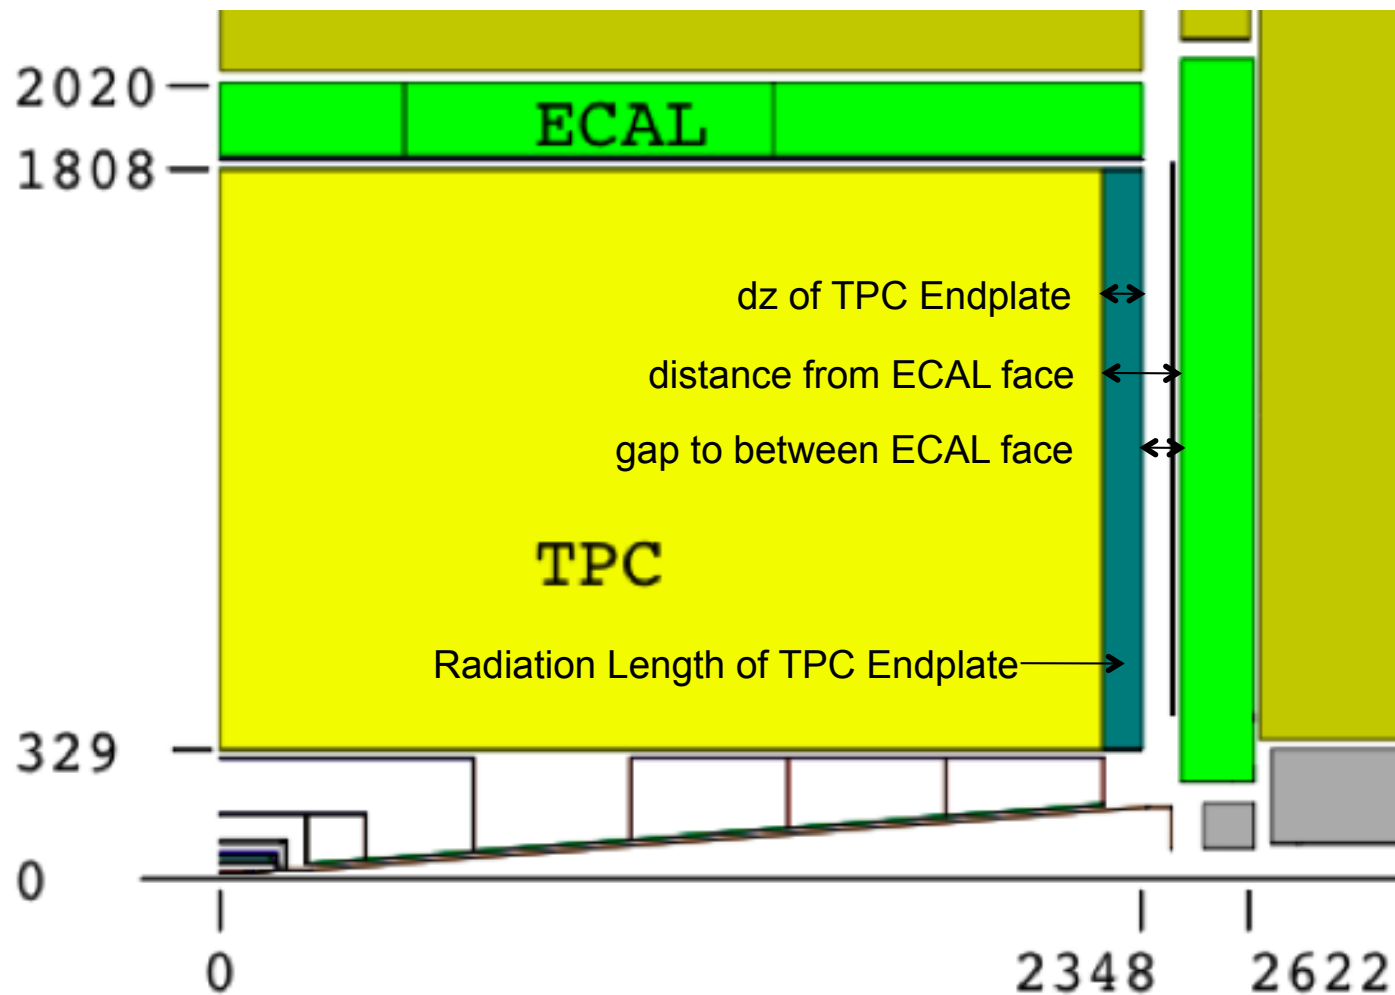 2020
ECAL
1808
dz of TPC Endplate
distance from ECAL face
gap to between ECAL face
TPC
Radiation Length of TPC Endplate
329
0
0
2348
2622